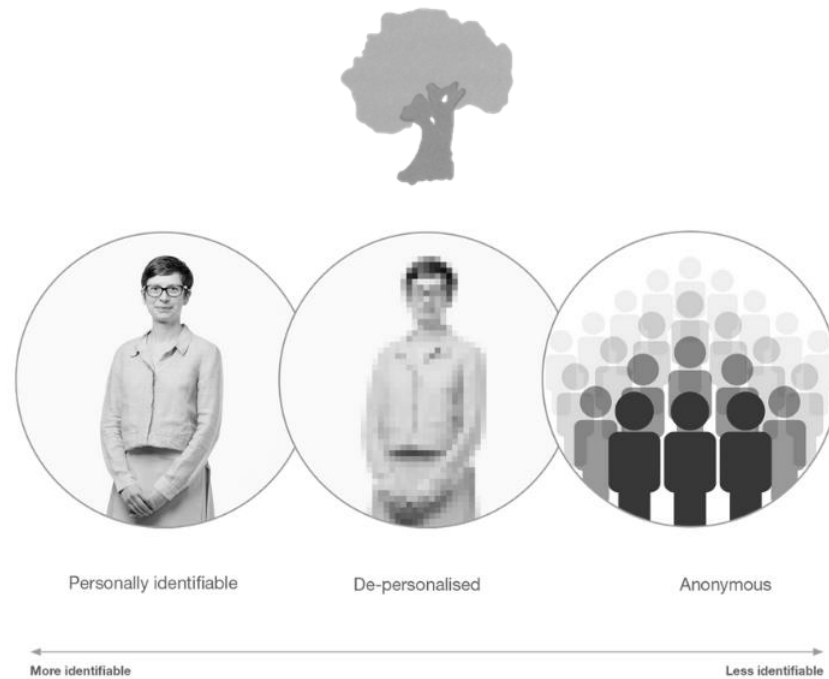 Personally identifiable
De-personalised
Anonymous
More identifiable
Less identifiable